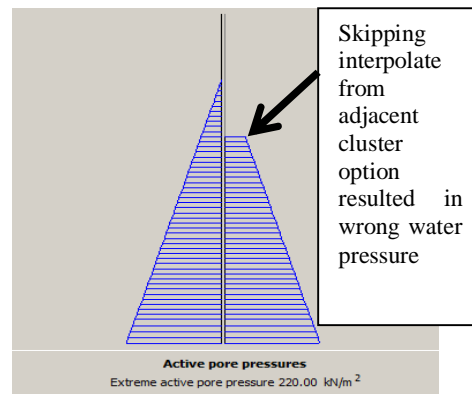 Skipping
interpolate
from
adjacent
cluster
option
resulted in
wrong water
pressure
Active pore pressures
Extreme active pore pressure 220.00 kN/m²